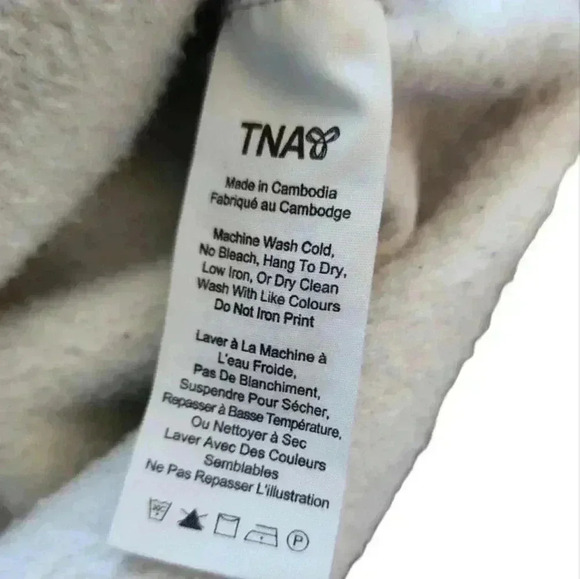 TNA
Made in Cambodia
Fabriqué au Cambodge
Machine Wash Cold,
No Bleach, Hang To Dry,
Low Iron, Or Dry Clean
Wash With Like Colours
Do Not Iron Print
Laver à La Machine à
L'eau Froide,
Pas De Blanchiment,
Suspendre Pour Sécher,
Repasser à Basse Température,
Ou Nettoyer à Sec
Laver Avec Des Couleurs
Semblables
Ne Pas Repasser L'illustration
P